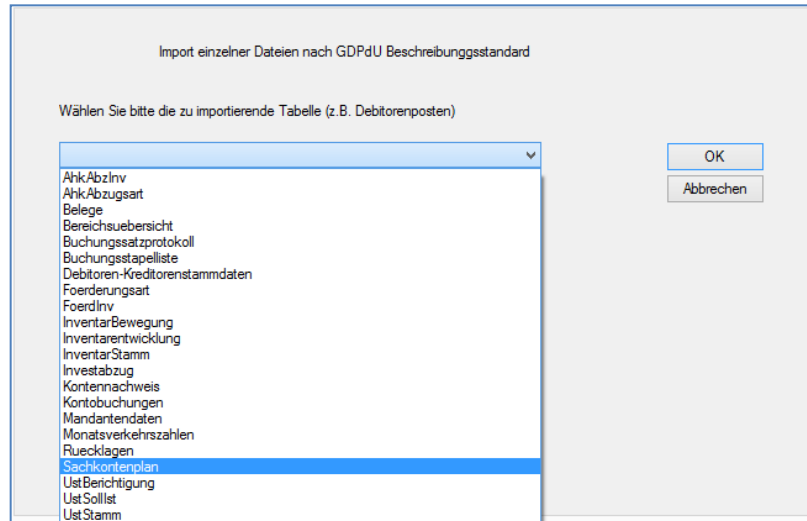 Import einzelner Dateien nach GDPdU Beschreibunggsstandard
Wählen Sie bitte die zu importierende Tabelle (z.B. Debitorenposten)
OK
Abbrechen
AhkAbzInv
AhkAbzugsart
Belege
Bereichsuebersicht
Buchungssatzprotokoll
Buchungsstapelliste
Debitoren-Kreditorenstammdaten
Foerderungsart
FoerdInv
InventarBewegung
Inventarentwicklung
InventarStamm
Investabzug
Kontennachweis
Kontobuchungen
Mandantendaten
Monatsverkehrszahlen
Ruecklagen
Sachkontenplan
UstBerichtigung
UstSollIst
UstStamm